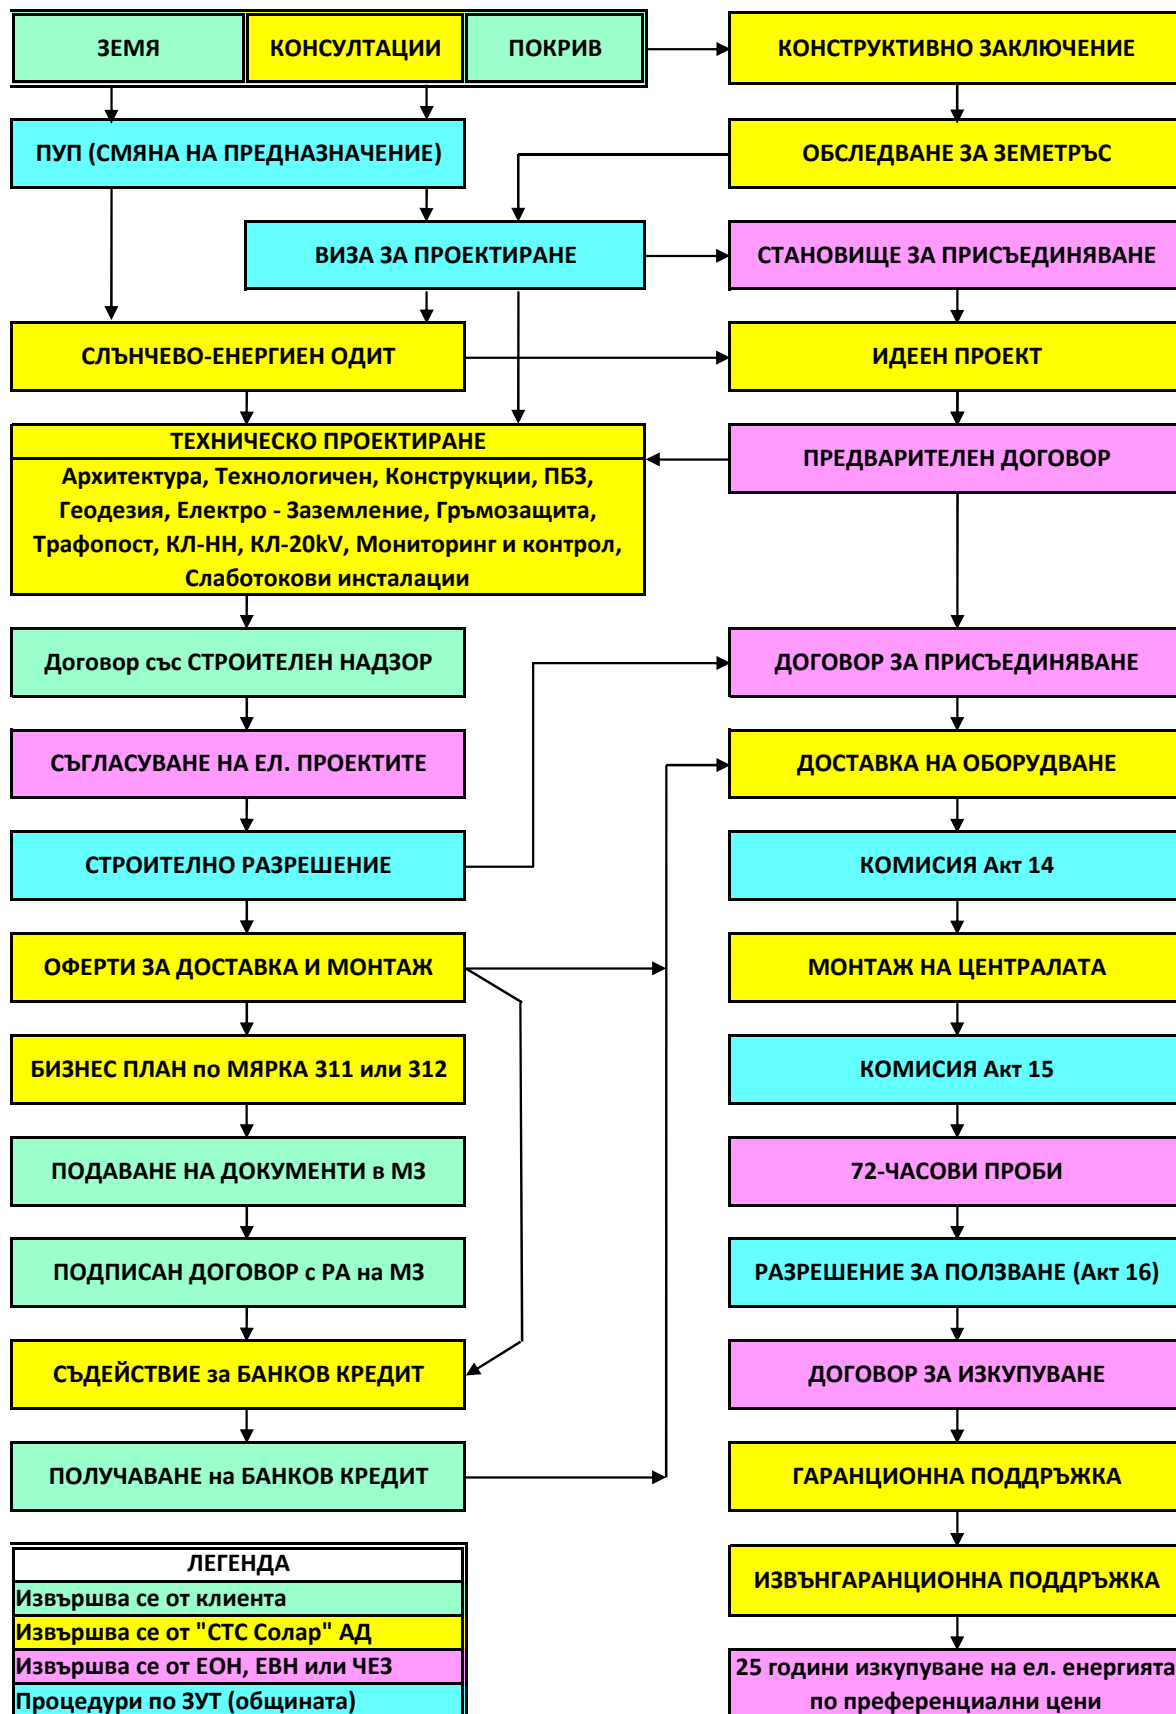 ЗЕМЯ
КОНСУЛТАЦИИ
ПОКРИВ
КОНСТРУКТИВНО ЗАКЛЮЧЕНИЕ
ПУП (СМЯНА НА ПРЕДНАЗНАЧЕНИЕ)
ОБСЛЕДВАНЕ ЗА ЗЕМЕТРЪС
ВИЗА ЗА ПРОЕКТИРАНЕ
СТАНОВИЩЕ ЗА ПРИСЪЕДИНЯВАНЕ
СЛЪНЧЕВО-ЕНЕРГИЕН ОДИТ
ИДЕЕН ПРОЕКТ
ТЕХНИЧЕСКО ПРОЕКТИРАНЕ
Архитектура, Технологичен, Конструкции, ПБЗ,
Геодезия, Електро - Заземление, Гръмозащита,
Трафопост, КЛ-НН, КЛ-20kV, Мониторинг и контрол,
Слаботокови инсталации
ПРЕДВАРИТЕЛЕН ДОГОВОР
Договор със СТРОИТЕЛЕН НАДЗОР
ДОГОВОР ЗА ПРИСЪЕДИНЯВАНЕ
СЪГЛАСУВАНЕ НА ЕЛ. ПРОЕКТИТЕ
ДОСТАВКА НА ОБОРУДВАНЕ
СТРОИТЕЛНО РАЗРЕШЕНИЕ
КОМИСИЯ Акт 14
ОФЕРТИ ЗА ДОСТАВКА И МОНТАЖ
МОНТАЖ НА ЦЕНТРАЛАТА
БИЗНЕС ПЛАН по МЯРКА 311 или 312
КОМИСИЯ Акт 15
ПОДАВАНЕ НА ДОКУМЕНТИ в МЗ
72-ЧАСОВИ ПРОБИ
ПОДПИСАН ДОГОВОР с РА на МЗ
РАЗРЕШЕНИЕ ЗА ПОЛЗВАНЕ (Акт 16)
СЪДЕЙСТВИЕ за БАНКОВ КРЕДИТ
ДОГОВОР ЗА ИЗКУПУВАНЕ
ПОЛУЧАВАНЕ на БАНКОВ КРЕДИТ
ГАРАНЦИОННА ПОДДРЪЖКА
ЛЕГЕНДА
Извършва се от клиента
Извършва се от "СТС Солар" АД
Извършва се от ЕОН, ЕВН или ЧЕЗ
Процедури по ЗУТ (общината)
ИЗВЪНГАРАНЦИОННА ПОДДРЪЖКА
25 години изкупуване на ел. енергията
по преференциални цени